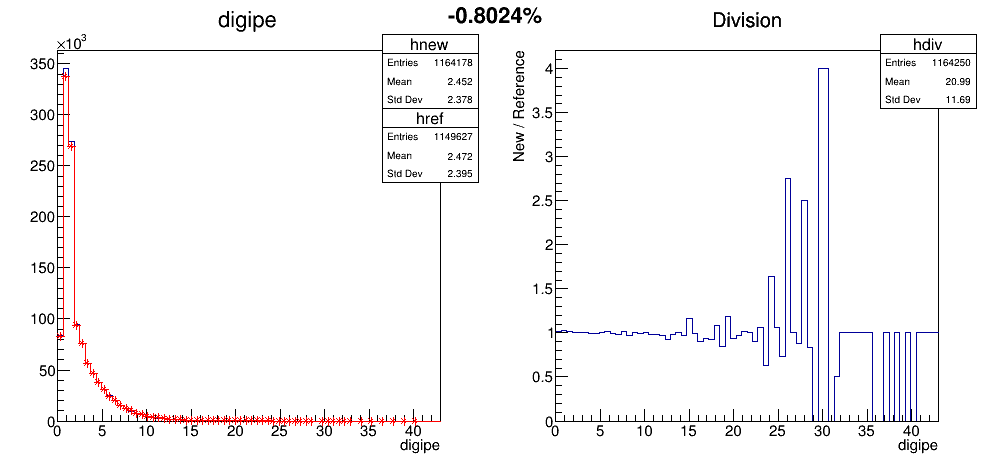 digipe
-0.8024%
Division
×10³
hnew
Entries 1164178
Mean 2.452
Std Dev 2.378
href
Entries 1149627
Mean 2.472
Std Dev 2.395
350
300
250
200
150
100
50
0
0 5 10 15 20 25 30 35 40
digipe
hdiv
Entries 1164250
Mean 20.99
Std Dev 11.69
New / Reference
4
3.5
3
2.5
2
1.5
1
0.5
0
0 5 10 15 20 25 30 35 40
digipe